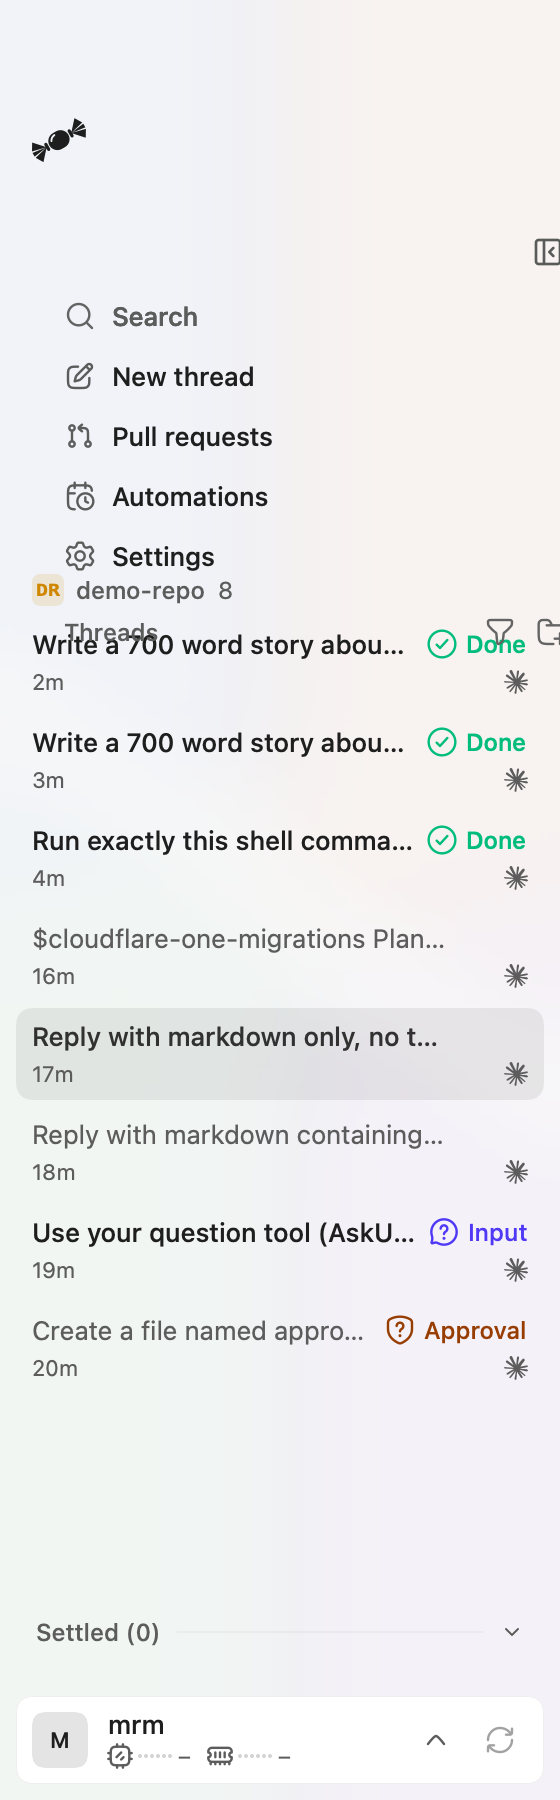 Search
New thread
Pull requests
Automations
Settings
DR demo-repo 8
Threads
Write a 700 word story abou... Done
2m
Write a 700 word story abou... Done
3m
Run exactly this shell comma... Done
4m
$cloudflare-one-migrations Plan...
16m
Reply with markdown only, no t...
17m
Reply with markdown containing...
18m
Use your question tool (AskU... Input
19m
Create a file named appro... Approval
20m
Settled (0)
M mrm
– –